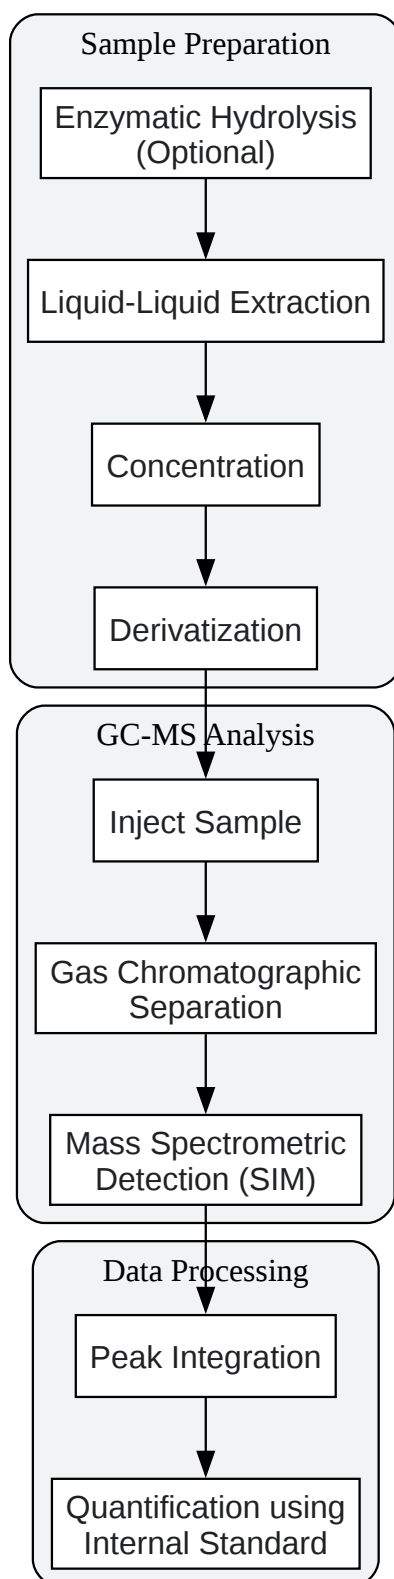 Sample Preparation
Enzymatic Hydrolysis
(Optional)
Liquid-Liquid Extraction
Concentration
Derivatization
GC-MS Analysis
Inject Sample
Gas Chromatographic
Separation
Mass Spectrometric
Detection (SIM)
Data Processing
Peak Integration
Quantification using
Internal Standard